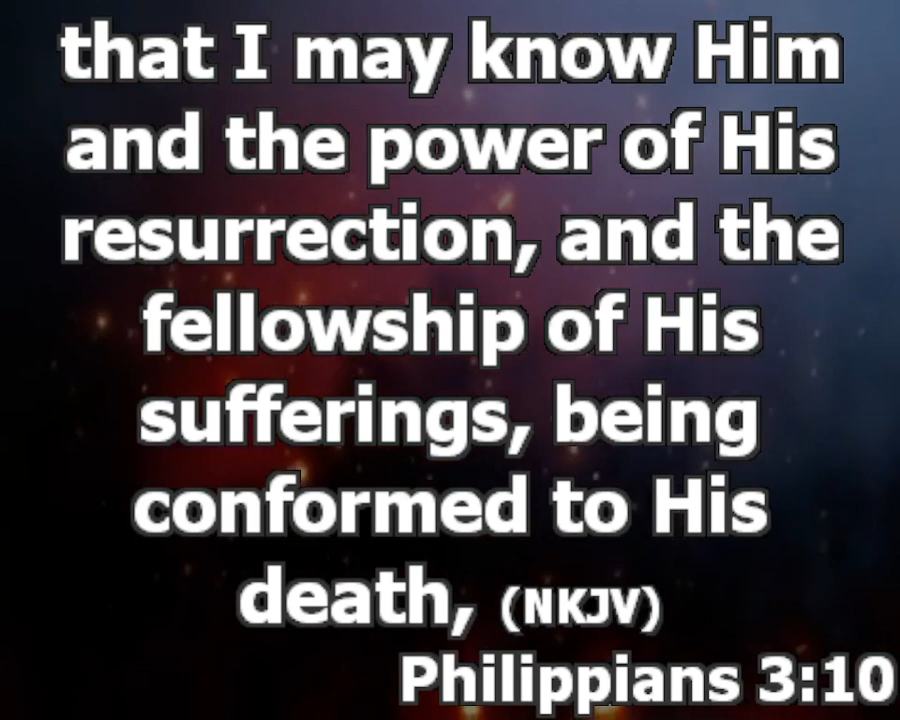 that I may know Him
and the power of His
resurrection, and the
fellowship of His
sufferings, being
conformed to His
death, (NKJV)
Philippians 3:10